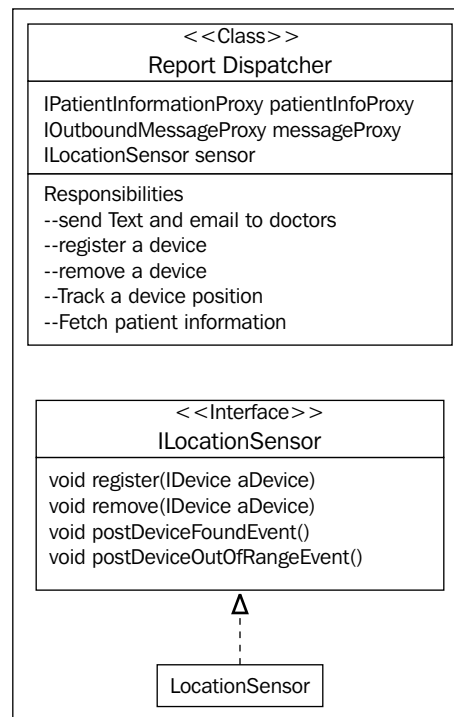 <<Class>>
Report Dispatcher
IPatientInformationProxy patientInfoProxy
IOutboundMessageProxy messageProxy
ILocationSensor sensor
Responsibilities
--send Text and email to doctors
--register a device
--remove a device
--Track a device position
--Fetch patient information
<<Interface>>
ILocationSensor
void register(IDevice aDevice)
void remove(IDevice aDevice)
void postDeviceFoundEvent()
void postDeviceOutOfRangeEvent()
LocationSensor